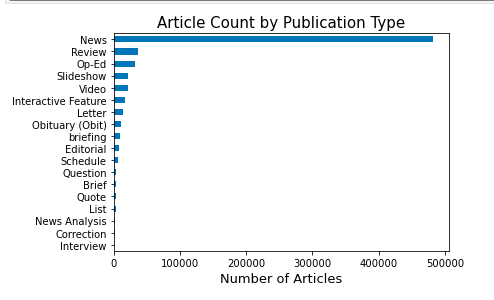 Article Count by Publication Type
News
Review
Op-Ed
Slideshow
Video
Interactive Feature
Letter
Obituary (Obit)
briefing
Editorial
Schedule
Question
Brief
Quote
List
News Analysis
Correction
Interview
0 100000 200000 300000 400000 500000
Number of Articles